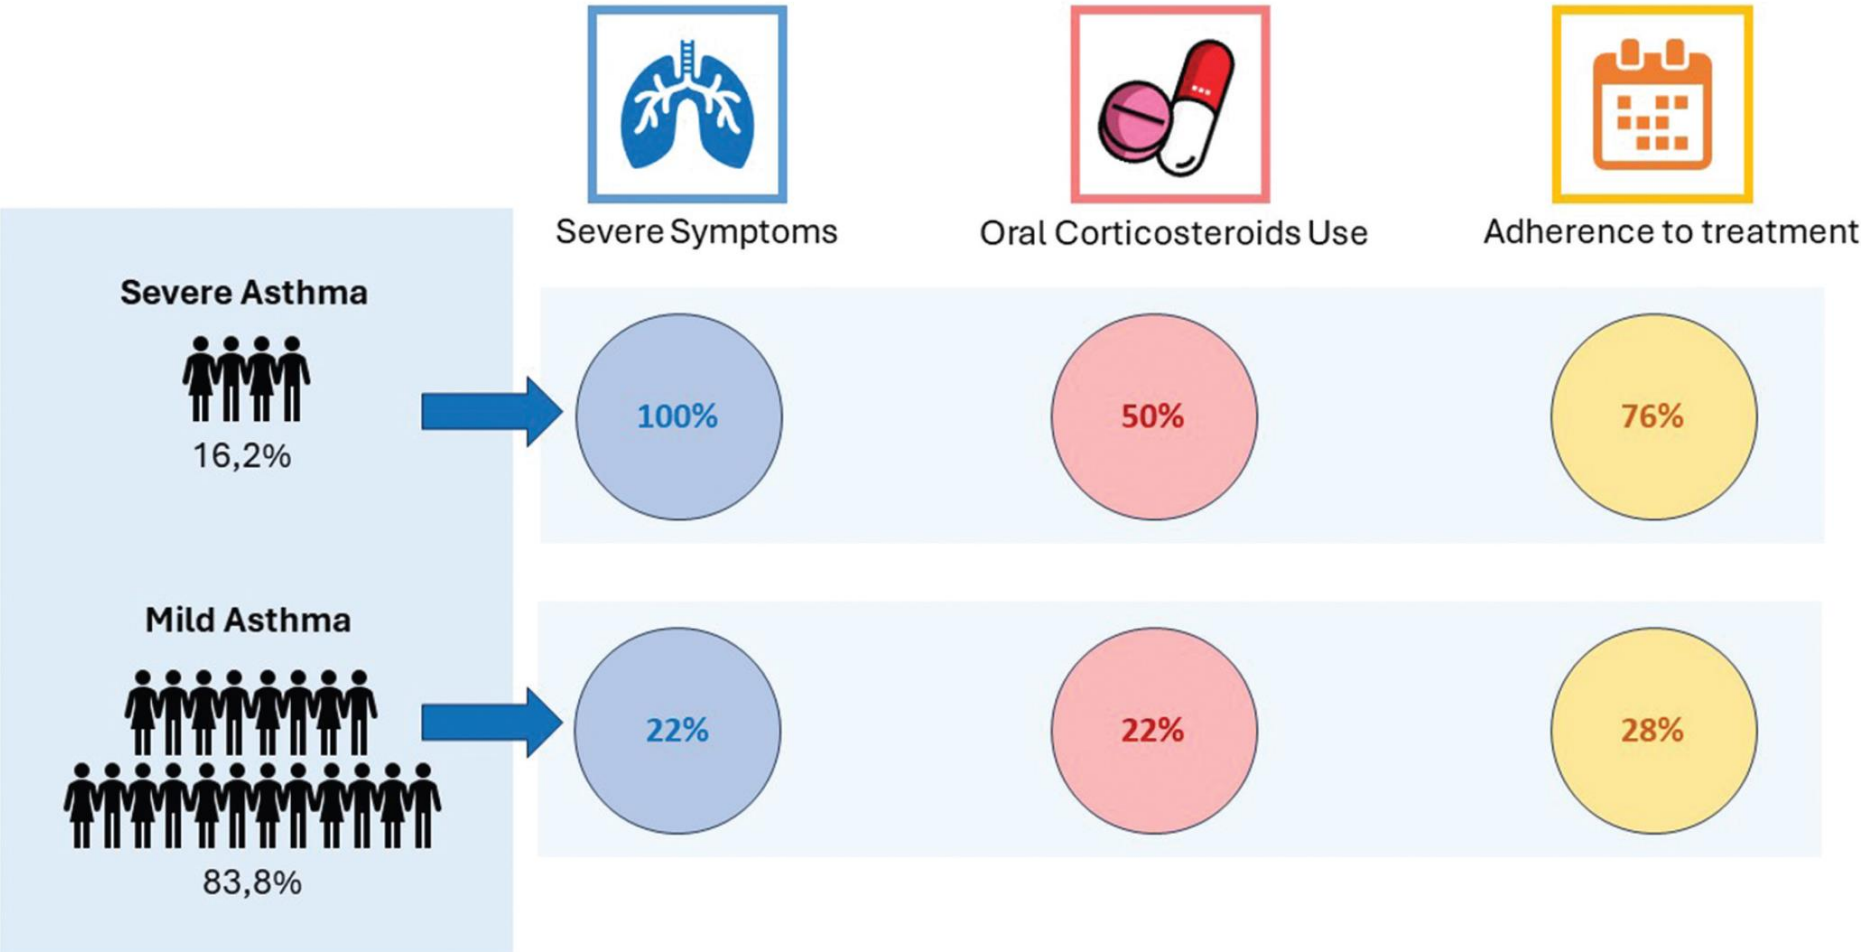 Severe Symptoms
Oral Corticosteroids Use
Adherence to treatment
Severe Asthma
16,2%
100%
50%
76%
Mild Asthma
83,8%
22%
22%
28%